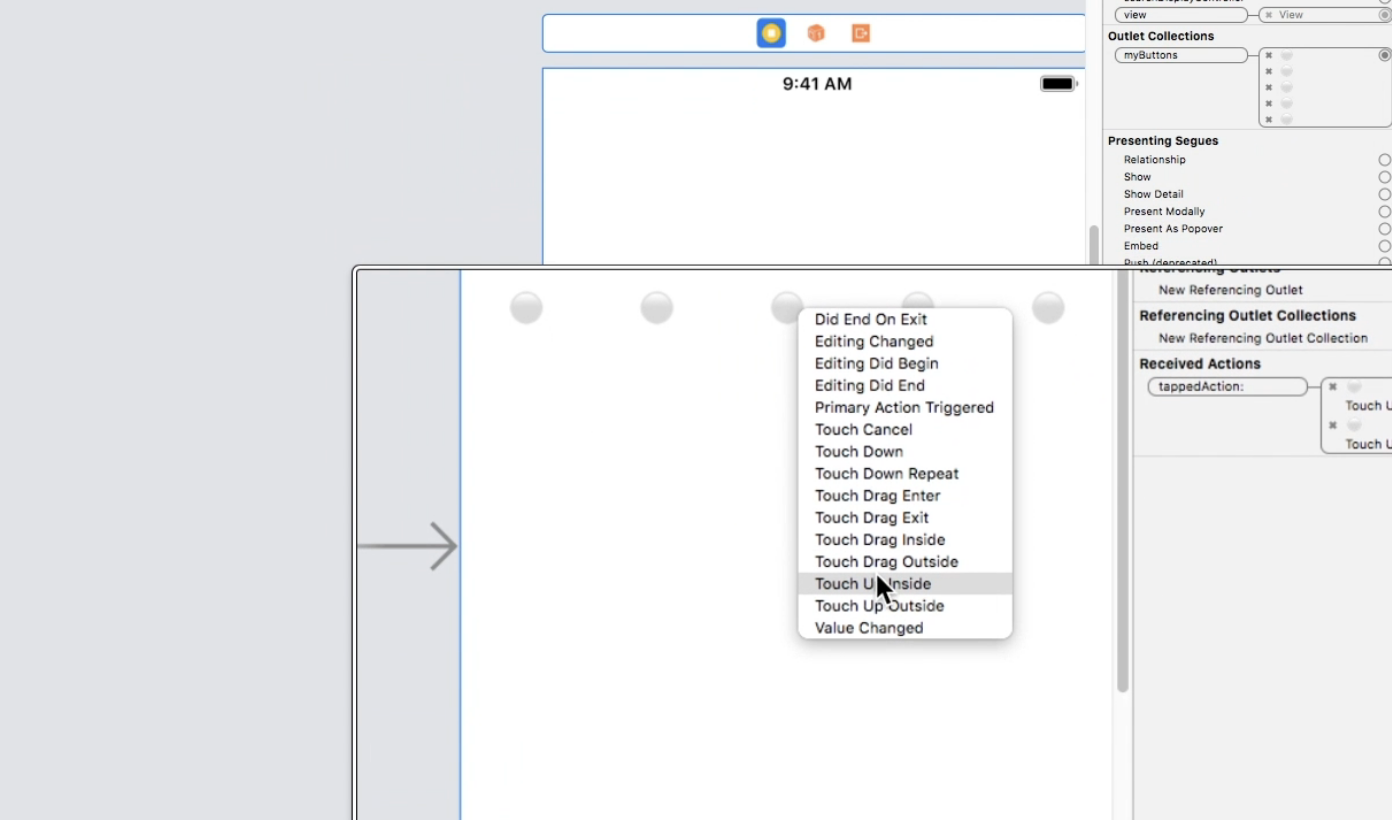 view
View
Outlet Collections
myButtons
9:41 AM
Presenting Segues
Relationship
Show
Show Detail
Present Modally
Present As Popover
Embed
Push (deprecated)
Referencing Outlets
New Referencing Outlet
Referencing Outlet Collections
New Referencing Outlet Collection
Received Actions
tappedAction:
Touch U
Touch U
Did End On Exit
Editing Changed
Editing Did Begin
Editing Did End
Primary Action Triggered
Touch Cancel
Touch Down
Touch Down Repeat
Touch Drag Enter
Touch Drag Exit
Touch Drag Inside
Touch Drag Outside
Touch Up Inside
Touch Up Outside
Value Changed